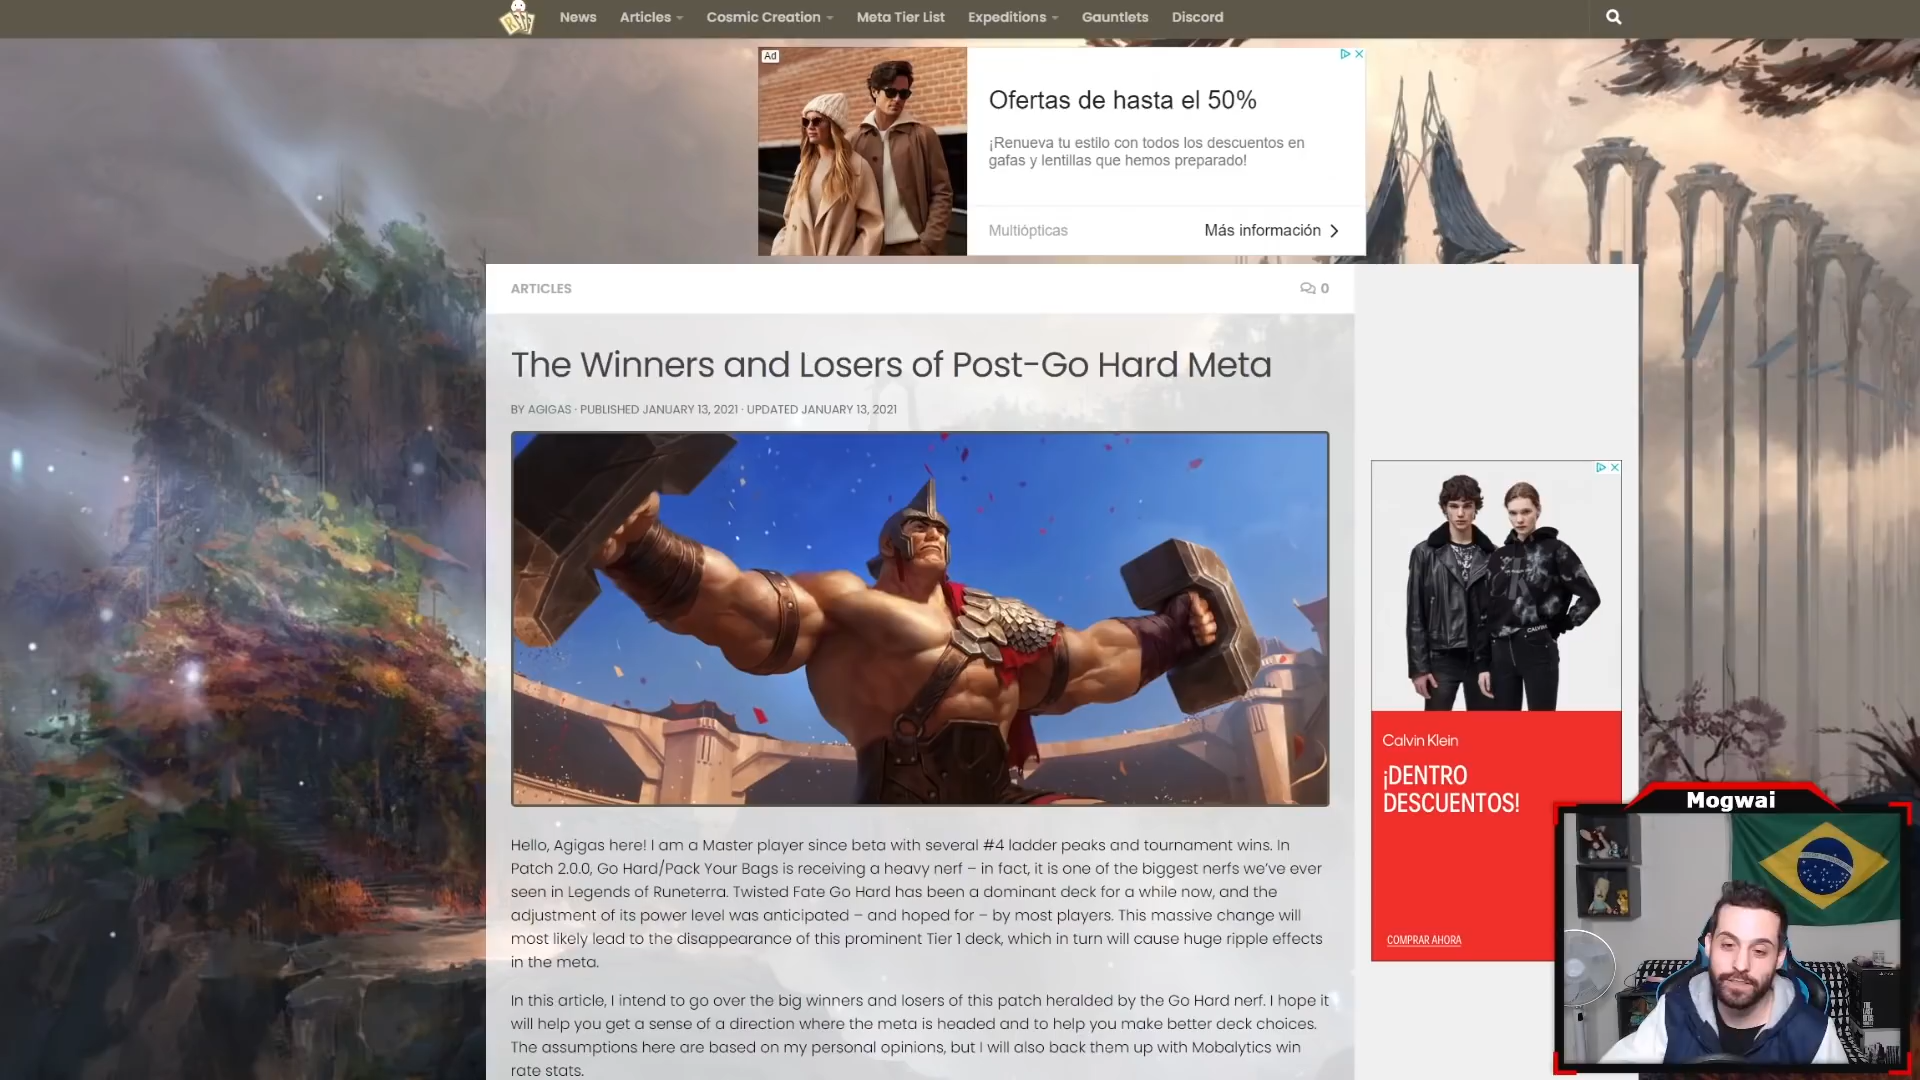 News
Articles
Cosmic Creation
Meta Tier List
Expeditions
Gauntlets
Discord
Ad
Ofertas de hasta el 50%
¡Renueva tu estilo con todos los descuentos en
gafas y lentillas que hemos preparado!
Multiópticas
Más información
ARTICLES
0
The Winners and Losers of Post-Go Hard Meta
BY AGIGAS · PUBLISHED JANUARY 13, 2021 · UPDATED JANUARY 13, 2021
Hello, Agigas here! I am a Master player since beta with several #4 ladder peaks and tournament wins. In
Patch 2.0.0, Go Hard/Pack Your Bags is receiving a heavy nerf – in fact, it is one of the biggest nerfs we've ever
seen in Legends of Runeterra. Twisted Fate Go Hard has been a dominant deck for a while now, and the
adjustment of its power level was anticipated – and hoped for – by most players. This massive change will
most likely lead to the disappearance of this prominent Tier 1 deck, which in turn will cause huge ripple effects
in the meta.
In this article, I intend to go over the big winners and losers of this patch heralded by the Go Hard nerf. I hope it
will help you get a sense of a direction where the meta is headed and to help you make better deck choices.
The assumptions here are based on my personal opinions, but I will also back them up with Mobalytics win
rate stats.
Calvin Klein
¡DENTRO
DESCUENTOS!
COMPRAR AHORA
Mogwai